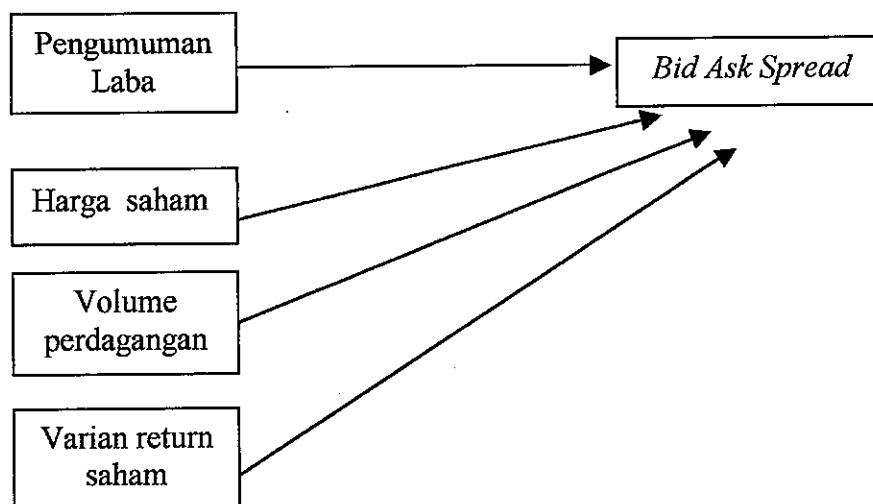 Pengumuman
Laba
Bid Ask Spread
Harga saham
Volume
perdagangan
Varian return
saham